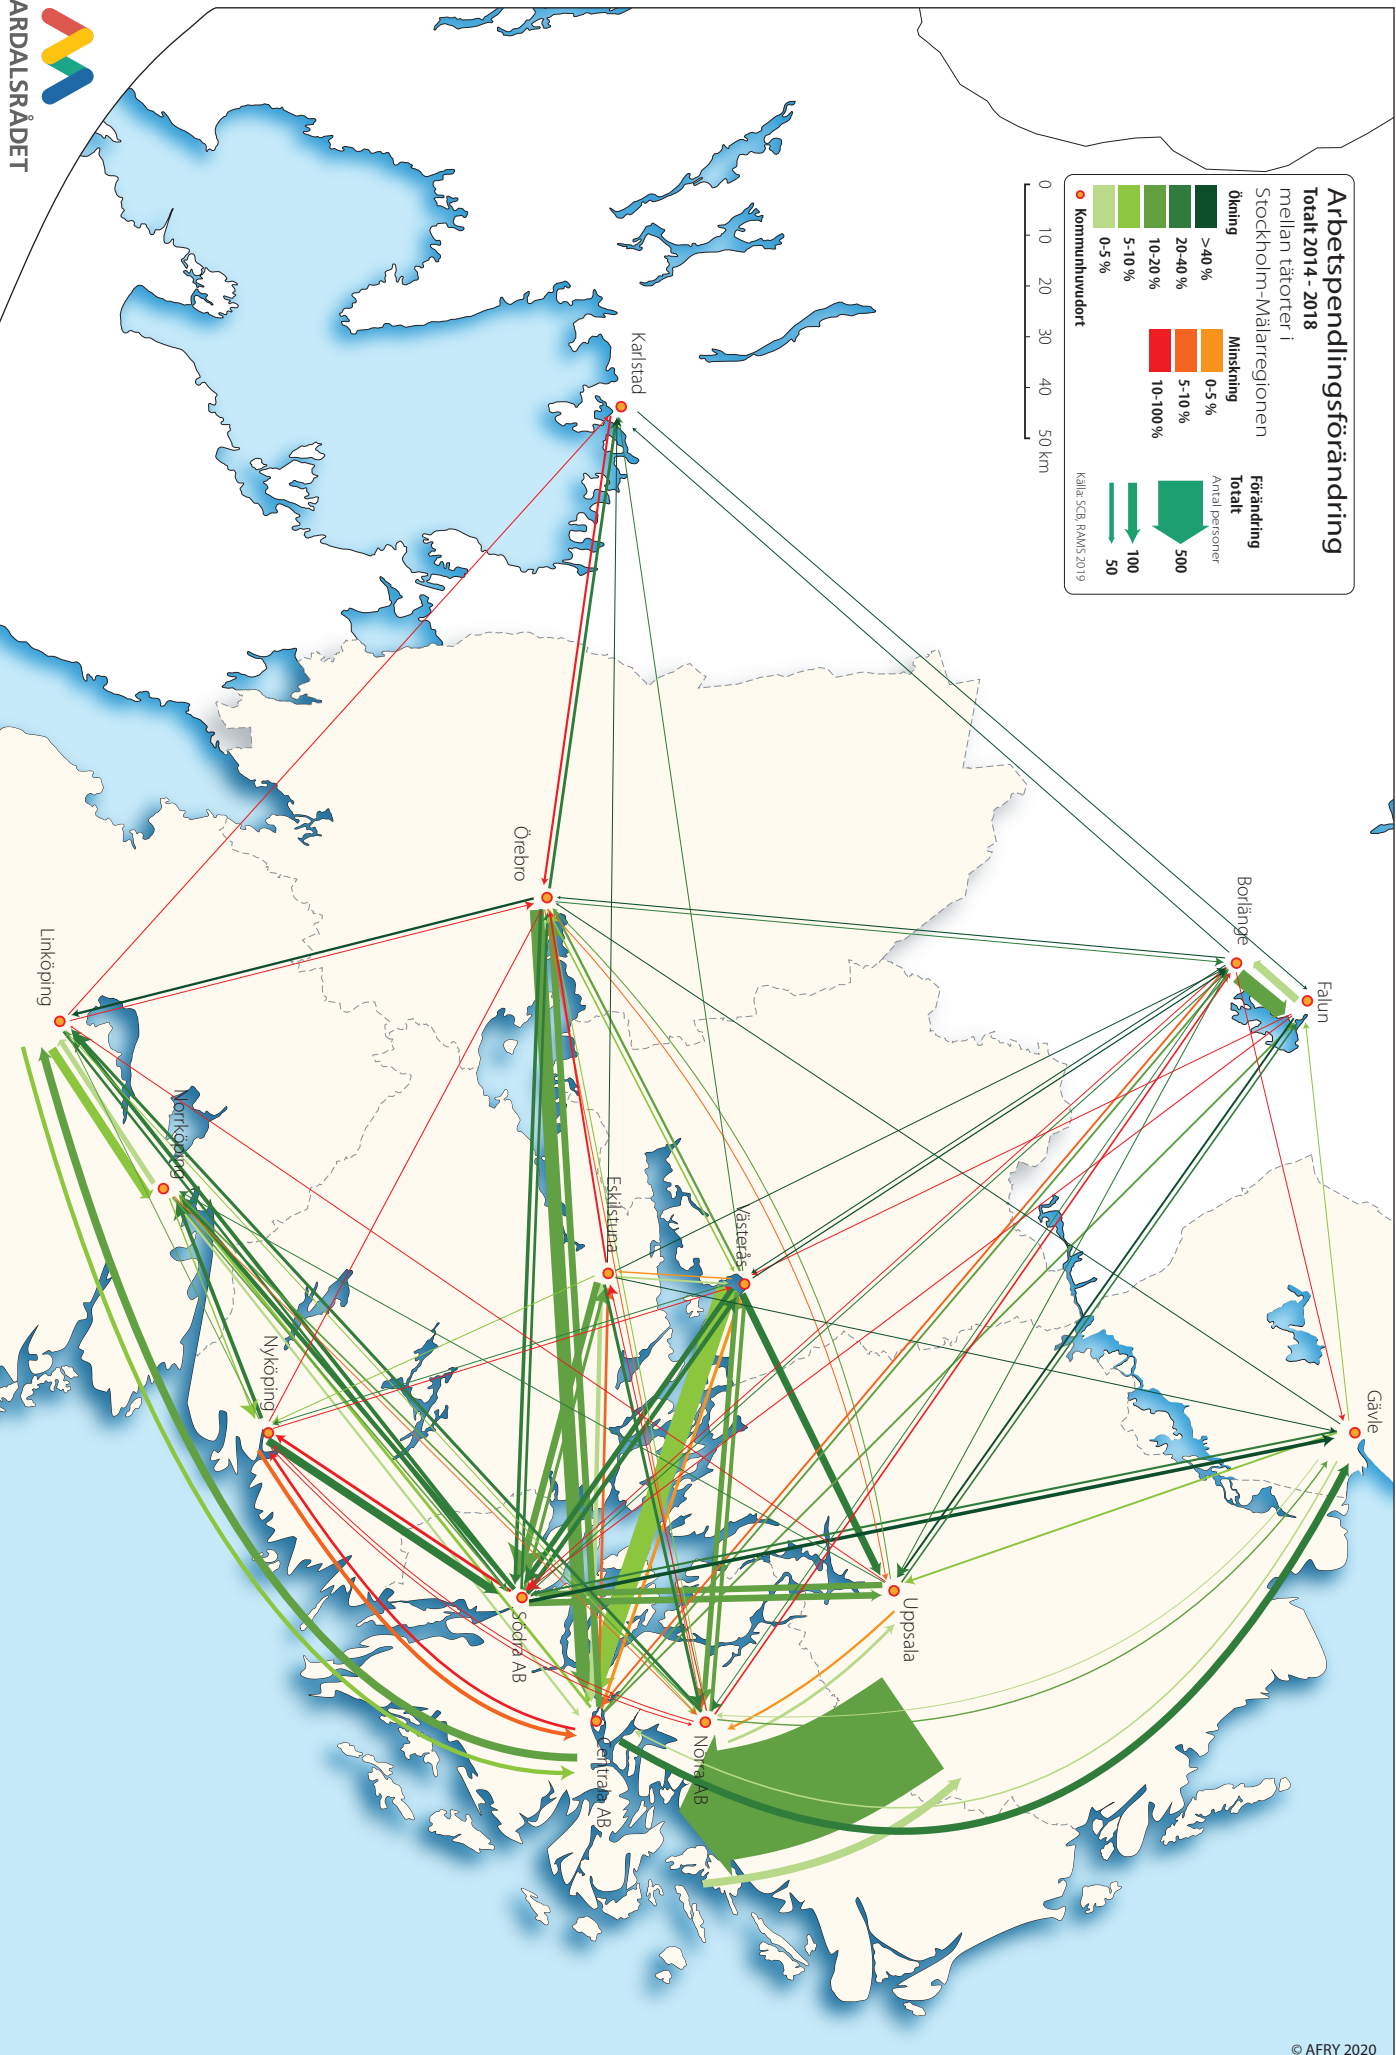 Arbetspendlingsförändring
Totalt 2014 - 2018
mellan tätorter i
Stockholm-Mälarregionen
Ökning
>40 %
20-40 %
10-20 %
5-10 %
0-5 %
Minskning
0-5 %
5-10 %
10-100 %
Förändring
Totalt
Antal personer
500
100
50
Kommunhuvudort
Källa: SCB, RAMS 2019
0 10 20 30 40 50 km
Falun
Borlänge
Gävle
Karlstad
Örebro
Västerås
Eskilstuna
Uppsala
Norra AB
Centrala AB
Södra AB
Nyköping
Norrköping
Linköping
ARDALSRÅDET
© AFRY 2020